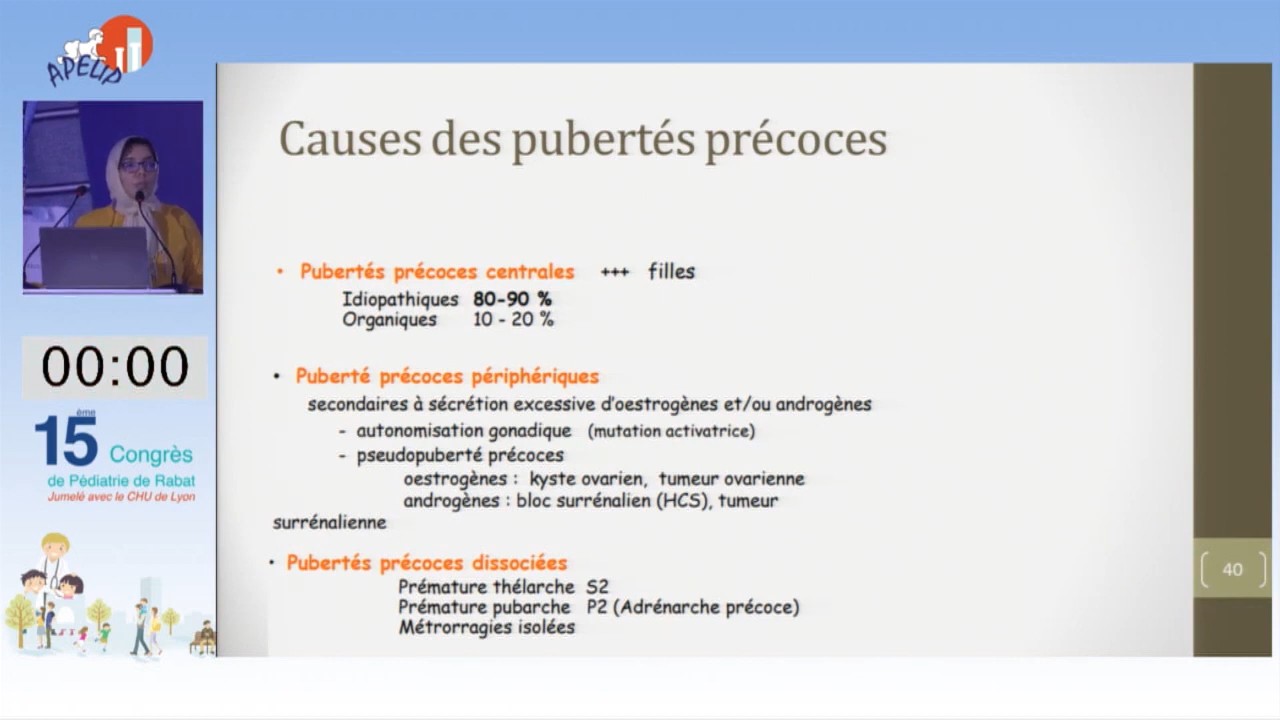 APEUP
00:00
15ème Congrès
de Pédiatrie de Rabat
Jumelé avec le CHU de Lyon
Causes des pubertés précoces
• Pubertés précoces centrales +++ filles
Idiopathiques 80-90 %
Organiques 10 - 20 %
• Puberté précoces périphériques
secondaires à sécrétion excessive d'oestrogènes et/ou androgènes
- autonomisation gonadique (mutation activatrice)
- pseudopuberté précoces
oestrogènes : kyste ovarien, tumeur ovarienne
androgènes : bloc surrénalien (HCS), tumeur
surrénalienne
• Pubertés précoces dissociées
Prémature thélarche S2
Prémature pubarche P2 (Adrénarche précoce)
Métrorragies isolées
40